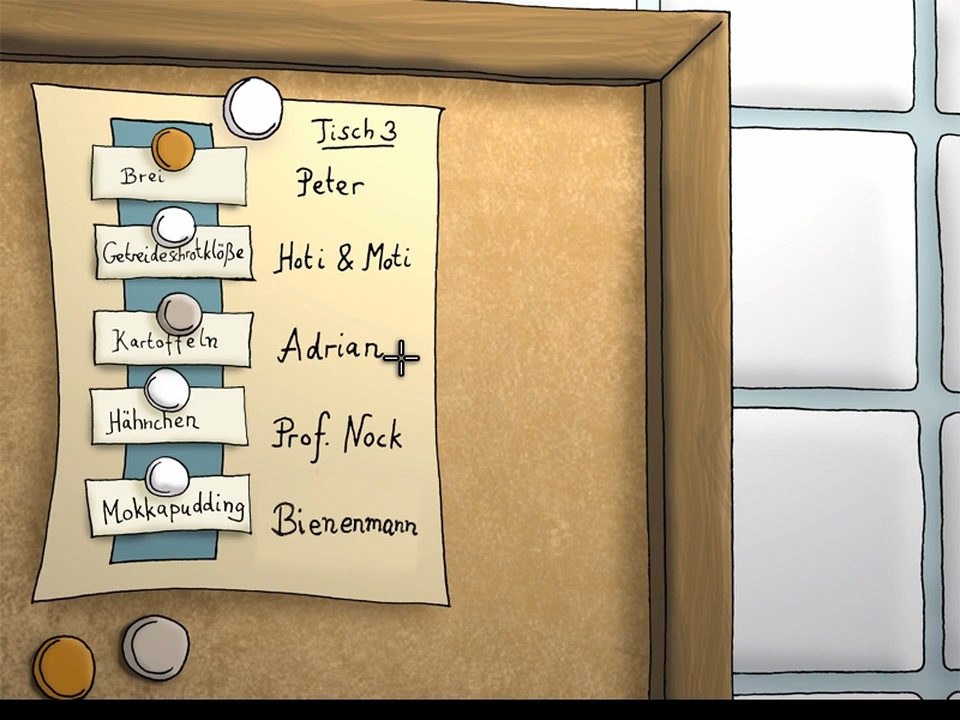 Tisch 3
Brei Peter
Getreideschrotklöße Hoti & Moti
Kartoffeln Adrian
Hähnchen Prof. Nock
Mokkapudding Bienenmann